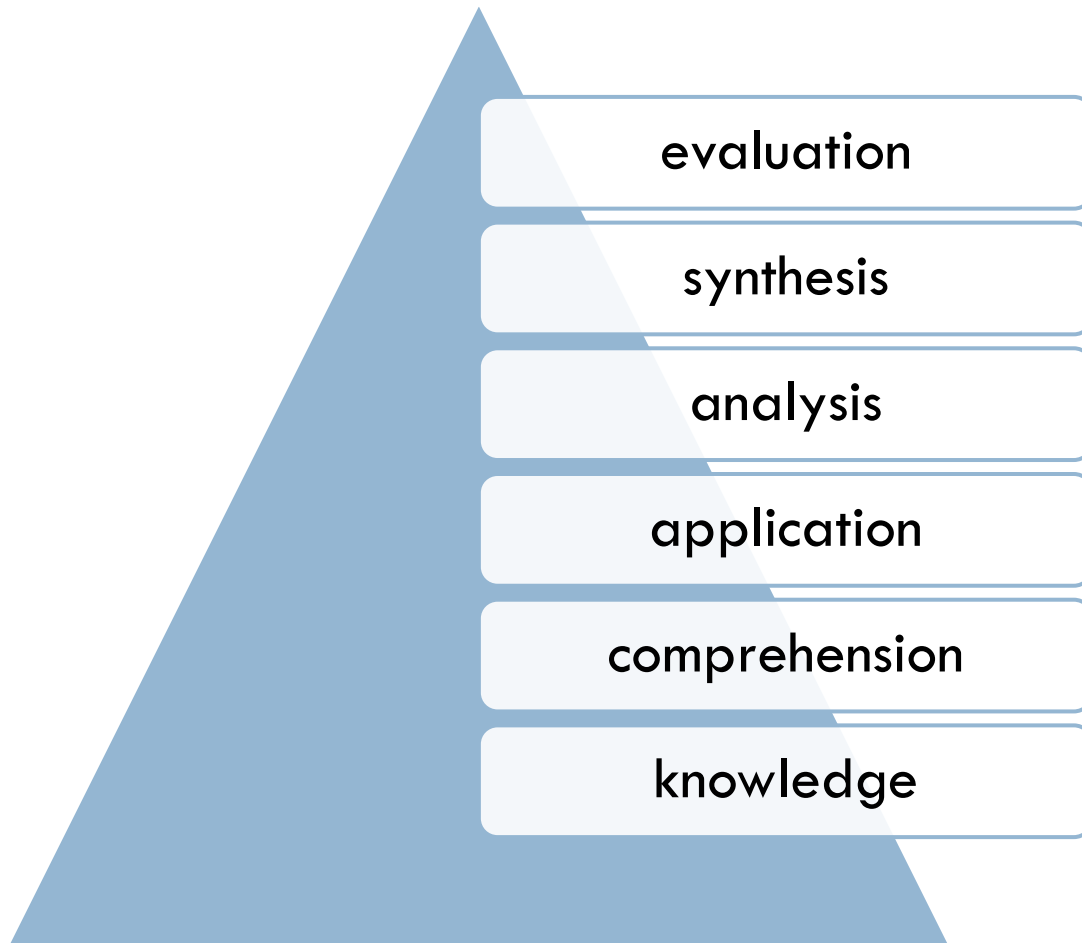 evaluation
synthesis
analysis
application
comprehension
knowledge